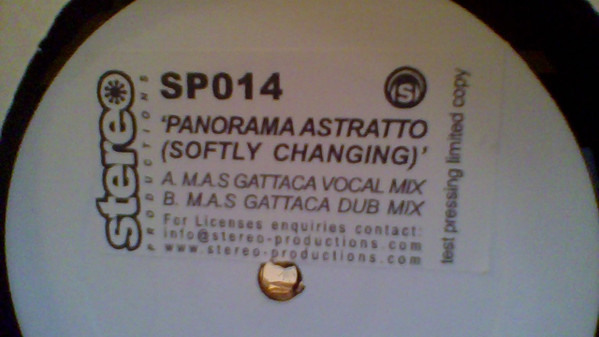 stereo
PRODUCTIONS
SP014
S
'PANORAMA ASTRATTO
(SOFTLY CHANGING)'
A. M.A.S GATTACA VOCAL MIX
B. M.A.S GATTACA DUB MIX
For Licenses enquiries contact:
info@stereo-productions.com
www.stereo-productions.com
test pressing limited copy